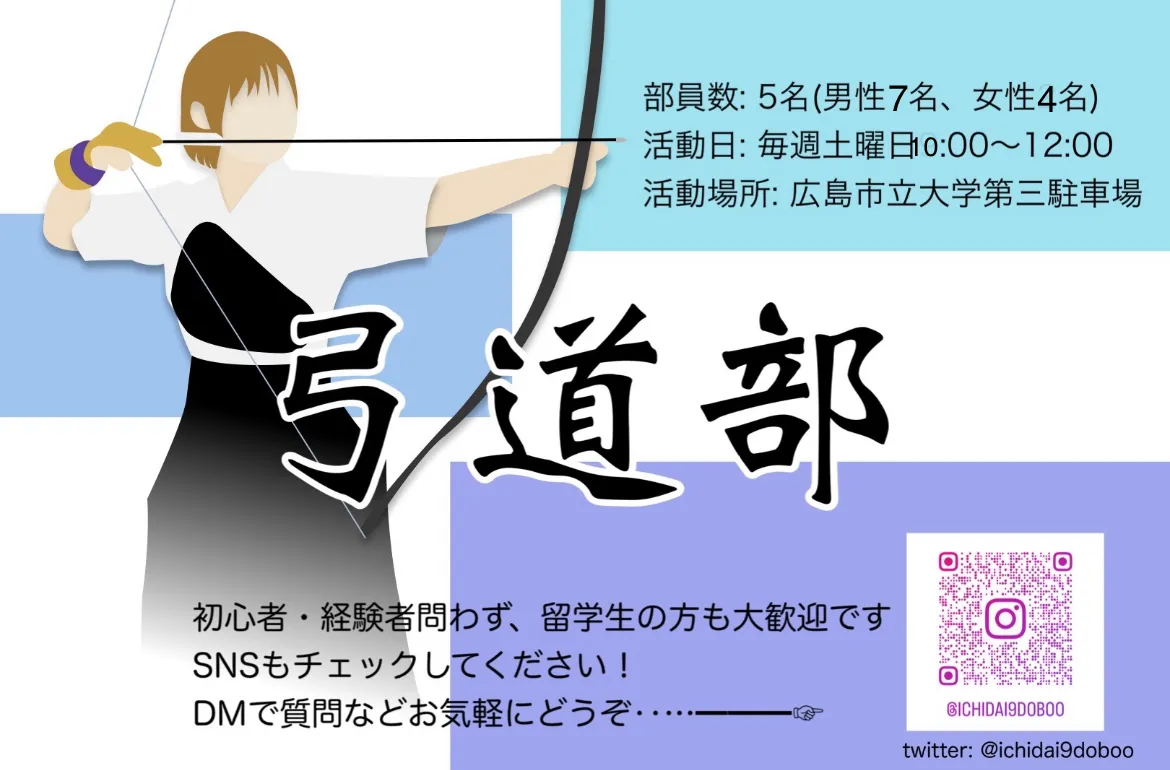 部員数: 5名(男性7名、女性4名)
活動日: 毎週土曜日10:00～12:00
活動場所: 広島市立大学第三駐車場
弓道部
初心者・経験者問わず、留学生の方も大歓迎です
SNSもチェックしてください！
DMで質問などお気軽にどうぞ‥‥・━━━☞
@ICHIDAI9DOBOO
twitter: @ichidai9doboo